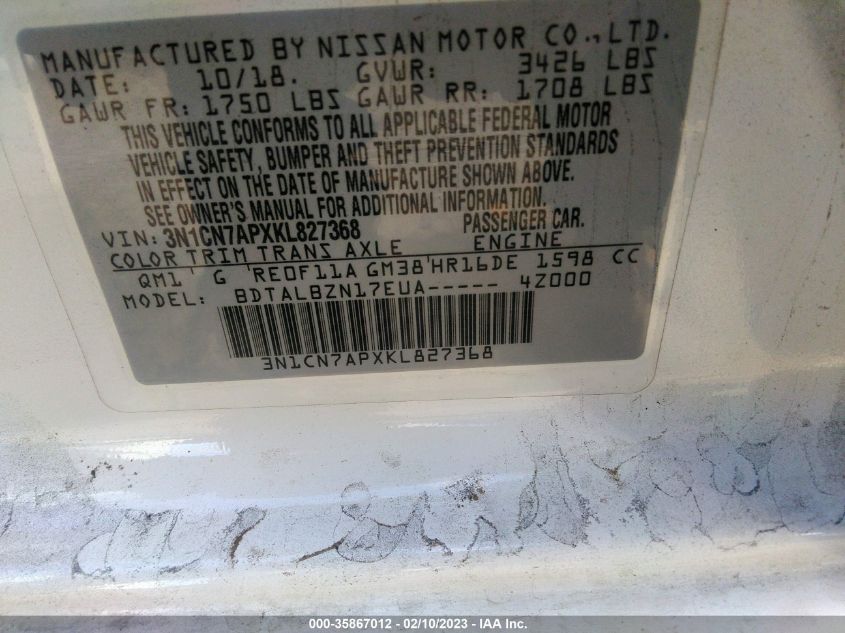 MANUFACTURED BY NISSAN MOTOR CO., LTD.
DATE: 10/18. GVWR: 3426 LBS
GAWR FR: 1750 LBS GAWR RR: 1708 LBS
THIS VEHICLE CONFORMS TO ALL APPLICABLE FEDERAL MOTOR
VEHICLE SAFETY, BUMPER AND THEFT PREVENTION STANDARDS
IN EFFECT ON THE DATE OF MANUFACTURE SHOWN ABOVE.
SEE OWNER'S MANUAL FOR ADDITIONAL INFORMATION.
VIN: 3N1CN7APXKL827368 PASSENGER CAR.
COLOR TRIM TRANS AXLE ENGINE
QM1 G RE0F11A GM38 HR16DE 1598 CC
MODEL: BDTALBZN17EUA----- 4Z000
3N1CN7APXKL827368
000-35867012 - 02/10/2023 - IAA Inc.